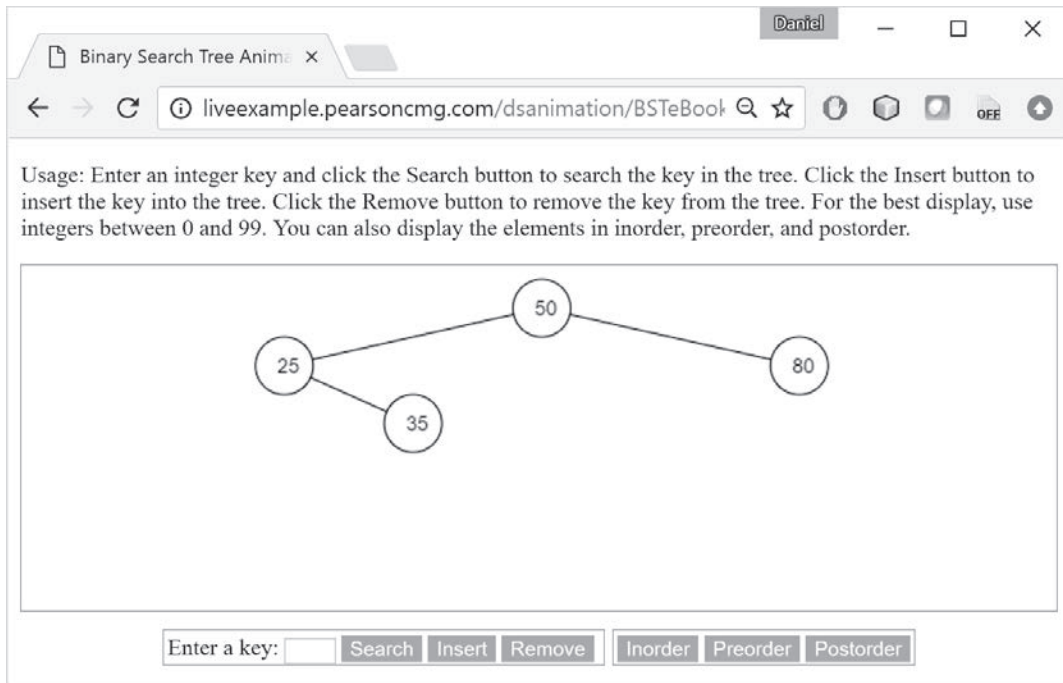 Daniel
Binary Search Tree Anima
liveexample.pearsoncmg.com/dsanimation/BSTeBook
OFF
Usage: Enter an integer key and click the Search button to search the key in the tree. Click the Insert button to
insert the key into the tree. Click the Remove button to remove the key from the tree. For the best display, use
integers between 0 and 99. You can also display the elements in inorder, preorder, and postorder.
50
25 80
35
Enter a key: Search Insert Remove Inorder Preorder Postorder